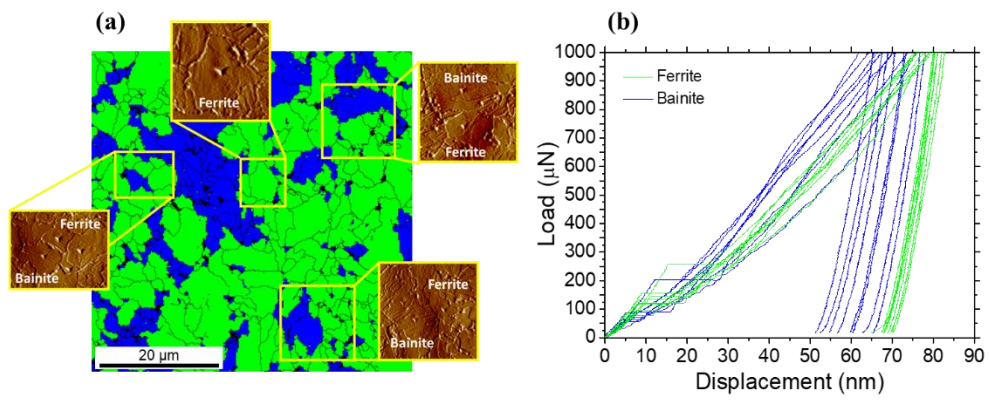 (a)
Ferrite
Bainite
Ferrite
Ferrite
Bainite
Ferrite
Bainite
20 µm
(b)
Ferrite
Bainite
Load (µN)
1000
900
800
700
600
500
400
300
200
100
0
0 10 20 30 40 50 60 70 80 90
Displacement (nm)